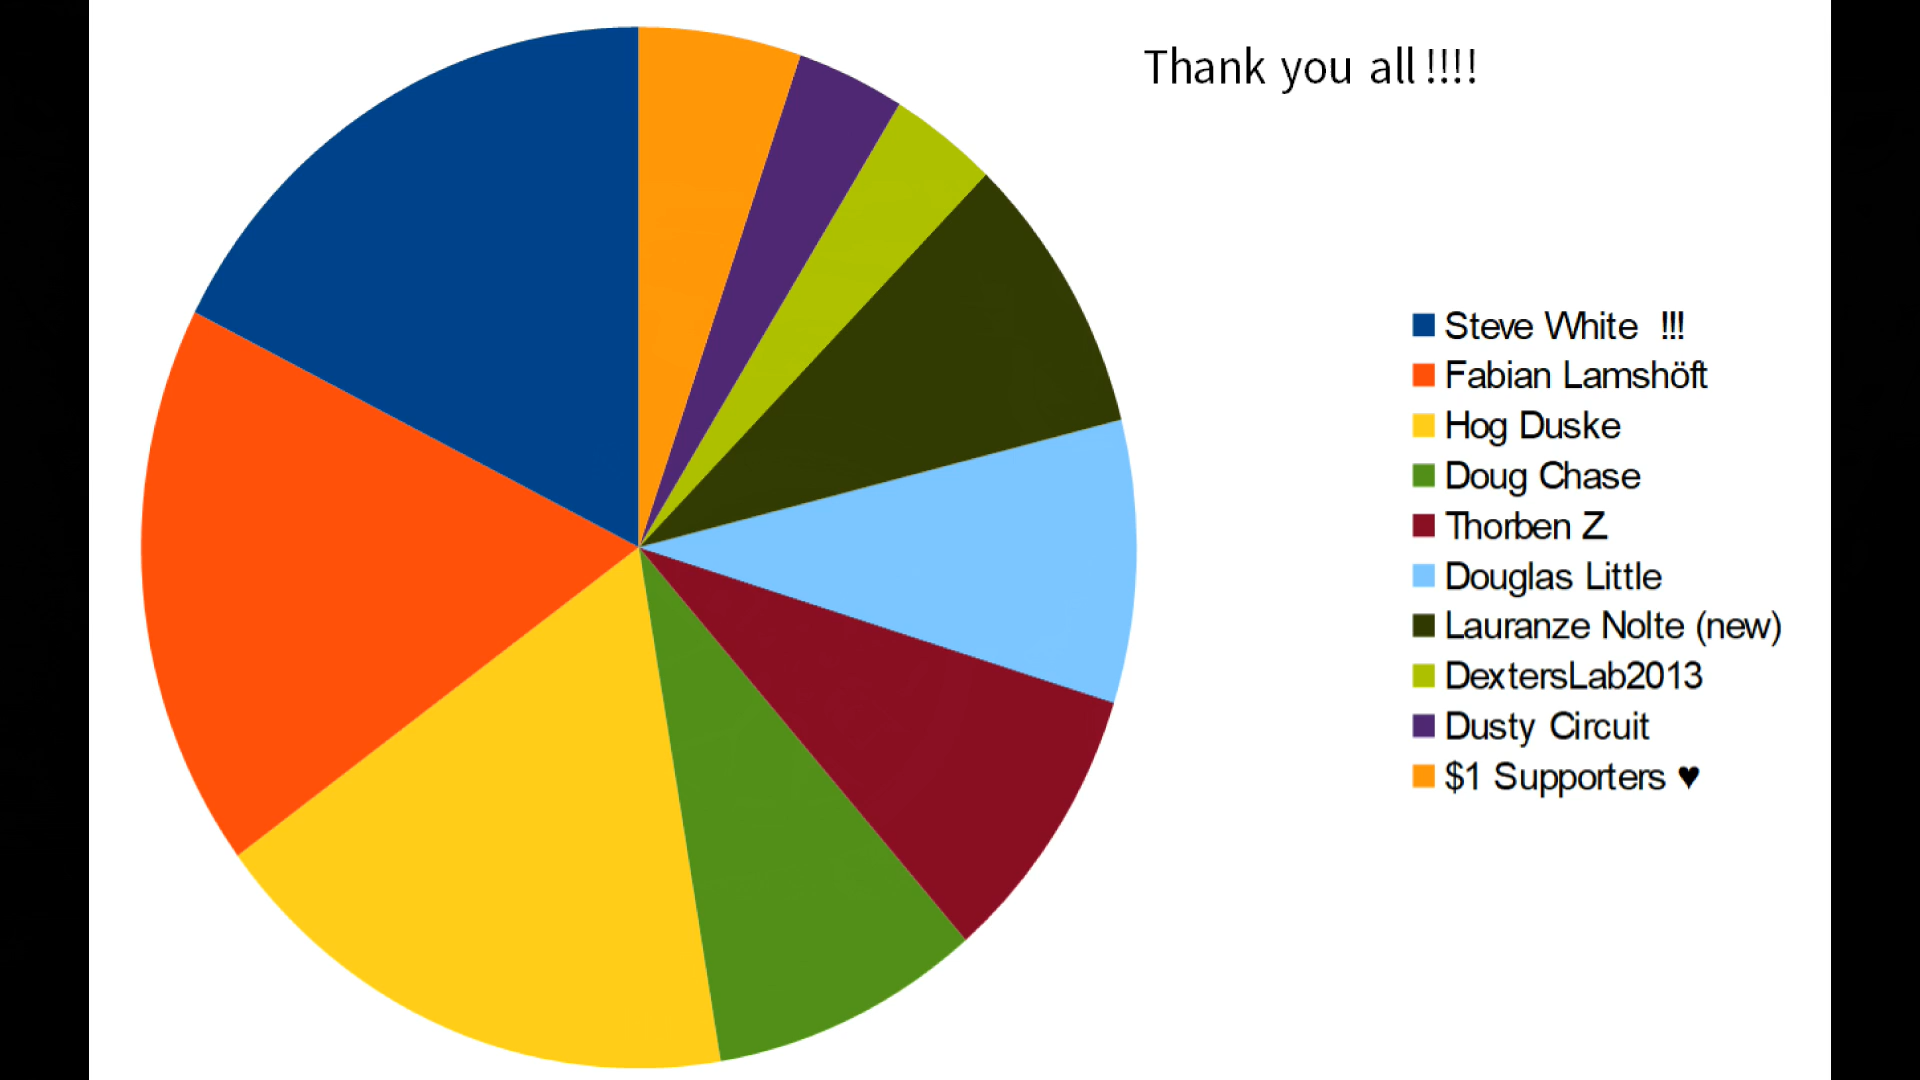 Thank you all !!!!
Steve White !!!
Fabian Lamshöft
Hog Duske
Doug Chase
Thorben Z
Douglas Little
Lauranze Nolte (new)
DextersLab2013
Dusty Circuit
$1 Supporters ♥